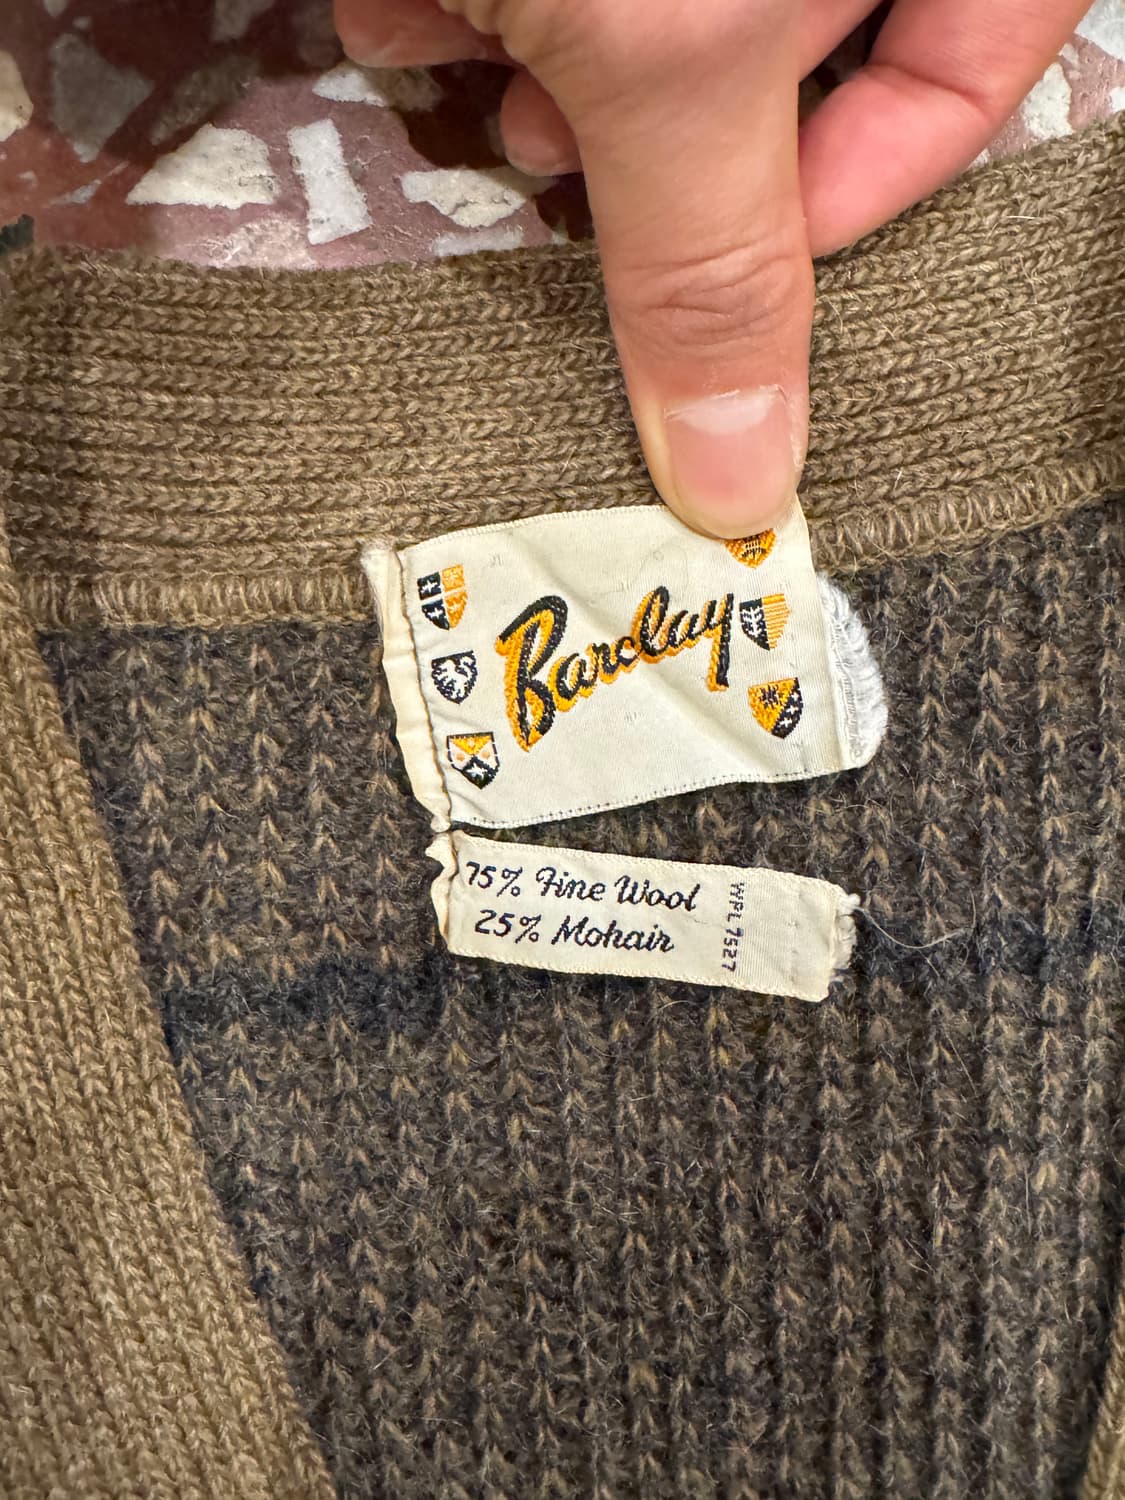 Barclay
75% Fine Wool
25% Mohair
WPL 7527